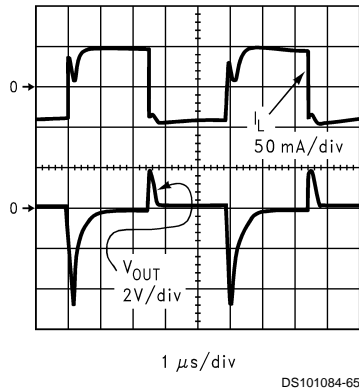 0
I_L
50 mA/div
0
V_OUT
2V/div
1 μs/div
DS101084-65